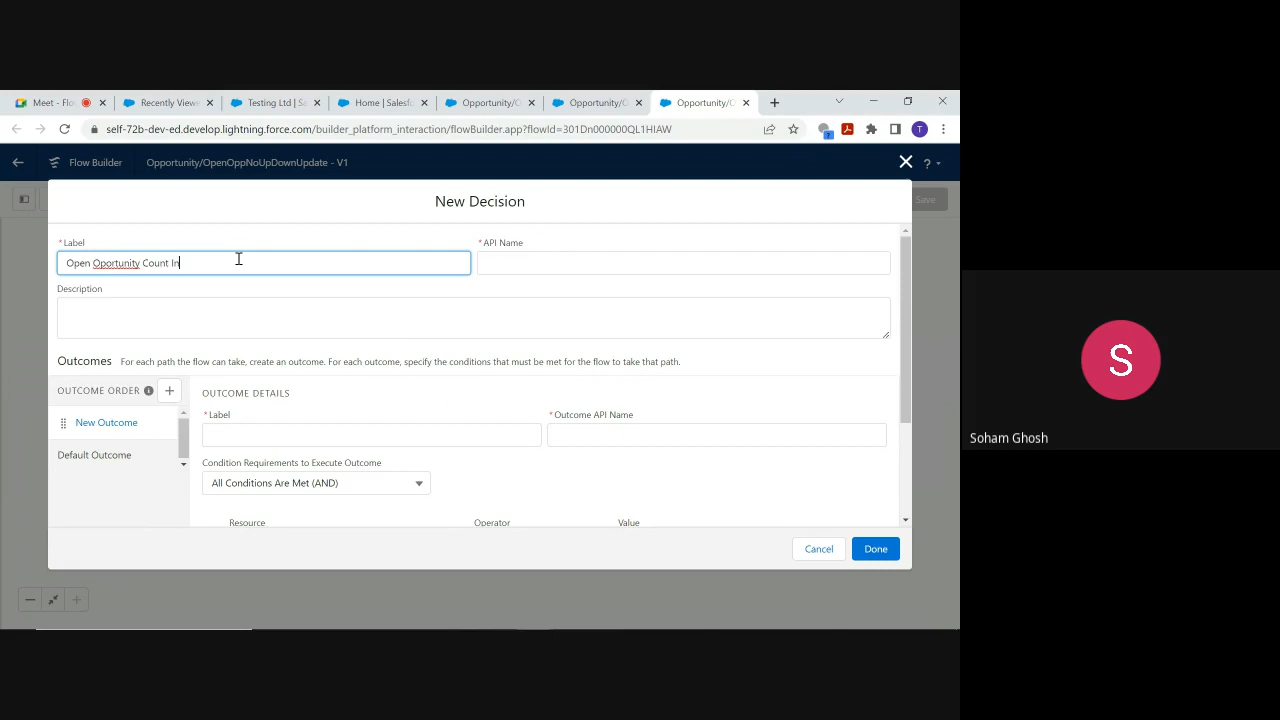 Meet - Flo
Recently View
Testing Ltd | Sa
Home | Salesfo
Opportunity/O
Opportunity/O
Opportunity/O
self-72b-dev-ed.develop.lightning.force.com/builder_platform_interaction/flowBuilder.app?flowId=301Dn000000QL1HIAW
T
Flow Builder
Opportunity/OpenOppNoUpDownUpdate - V1
?
Save
New Decision
* Label
* API Name
Open Oportunity Count In
Description
Outcomes For each path the flow can take, create an outcome. For each outcome, specify the conditions that must be met for the flow to take that path.
OUTCOME ORDER
OUTCOME DETAILS
New Outcome
* Label
* Outcome API Name
Default Outcome
Condition Requirements to Execute Outcome
All Conditions Are Met (AND)
Resource
Operator
Value
Cancel
Done
S
Soham Ghosh